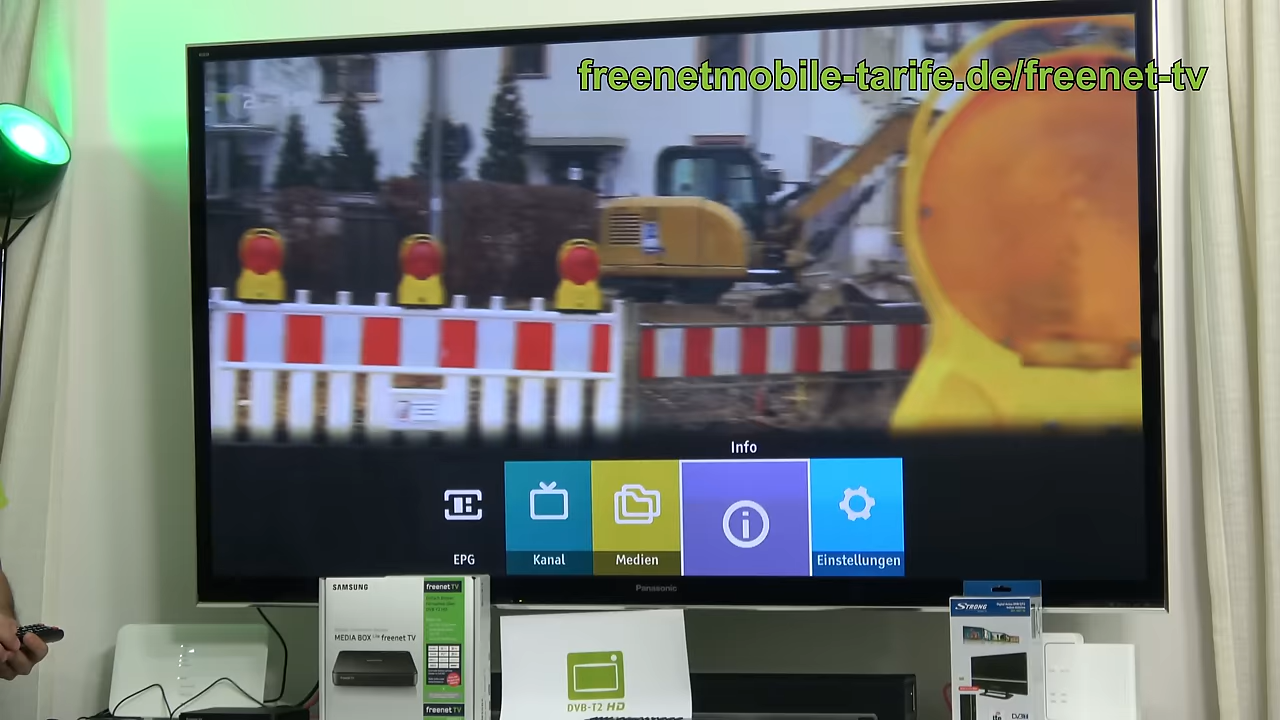 freenetmobile-tarife.de/freenet-tv
Info
EPG
Kanal
Medien
Einstellungen
Panasonic
SAMSUNG
freenet TV
MEDIA BOX Lite freenet TV
freenet TV
DVB-T2 HD
STRONG